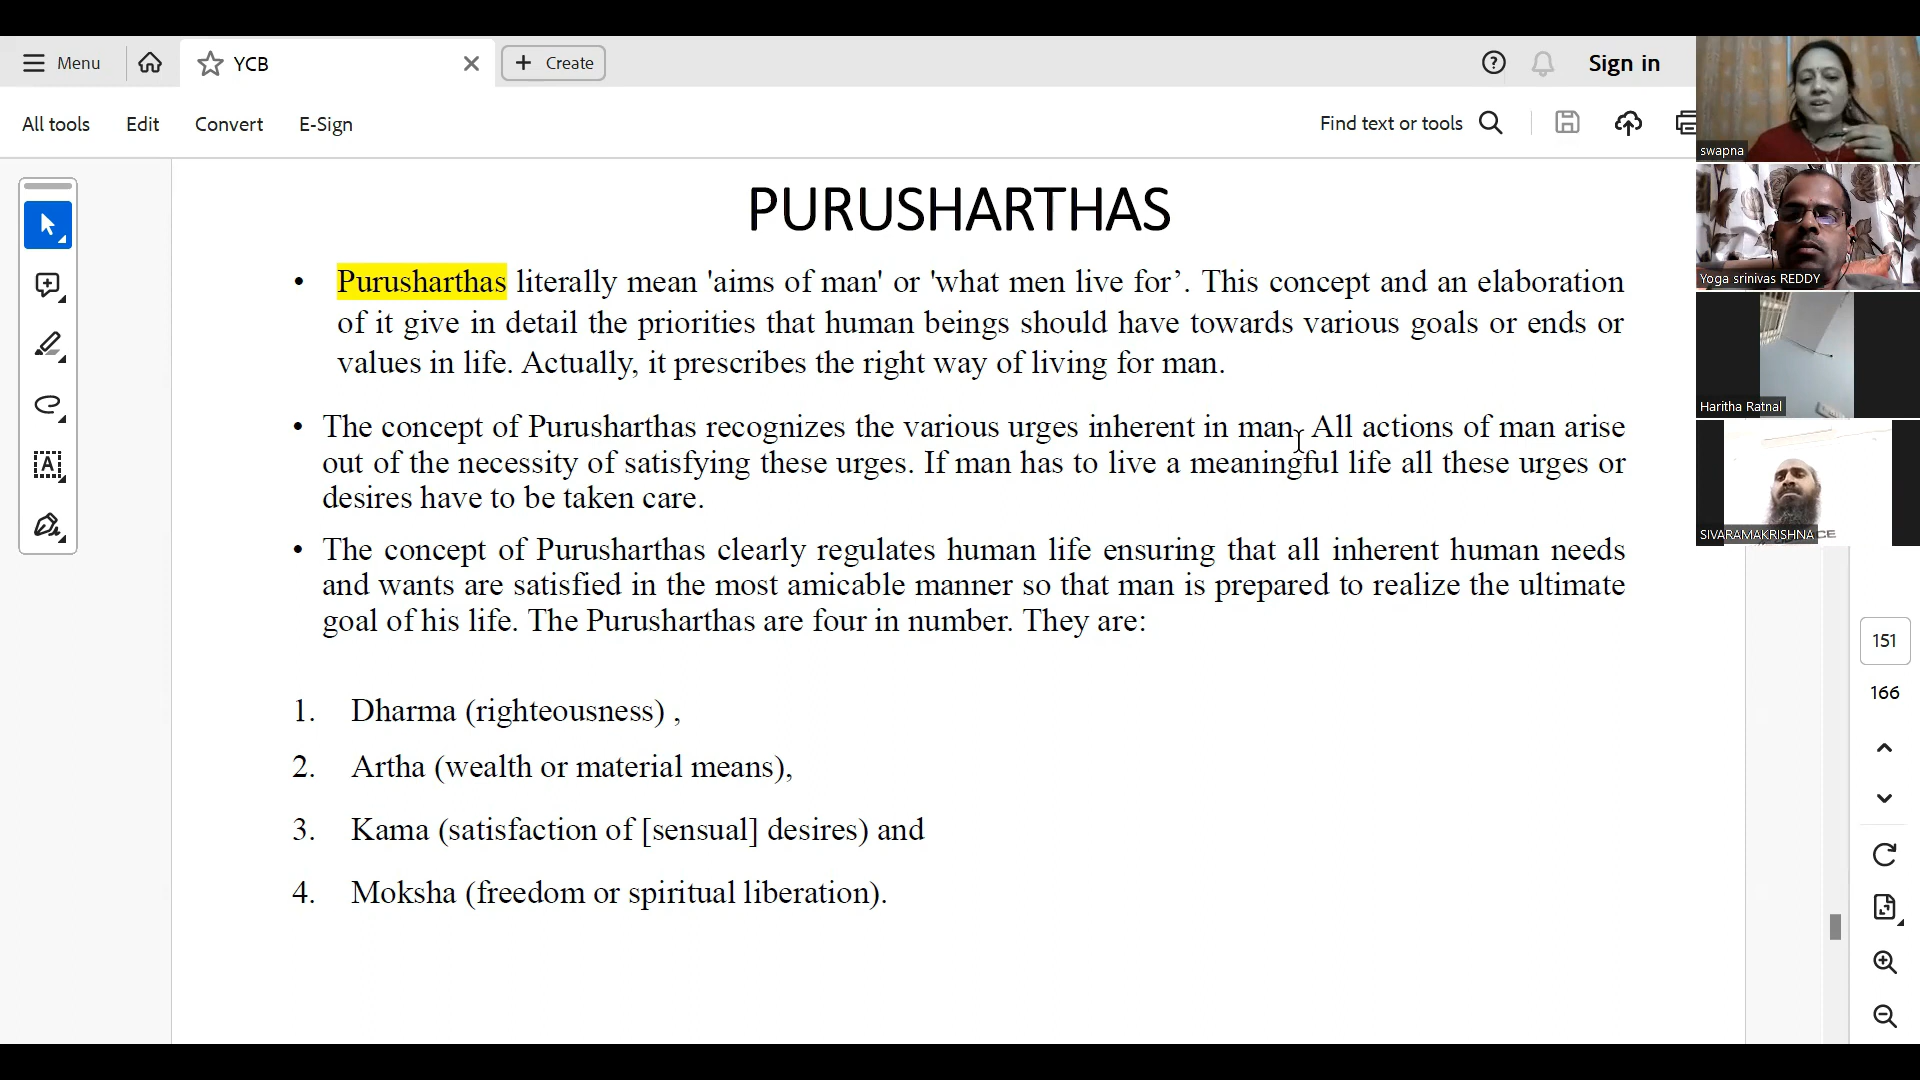 Menu
YCB
Create
Sign in
All tools
Edit
Convert
E-Sign
Find text or tools
PURUSHARTHAS
• Purusharthas literally mean 'aims of man' or 'what men live for’. This concept and an elaboration
of it give in detail the priorities that human beings should have towards various goals or ends or
values in life. Actually, it prescribes the right way of living for man.
• The concept of Purusharthas recognizes the various urges inherent in man. All actions of man arise
out of the necessity of satisfying these urges. If man has to live a meaningful life all these urges or
desires have to be taken care.
• The concept of Purusharthas clearly regulates human life ensuring that all inherent human needs
and wants are satisfied in the most amicable manner so that man is prepared to realize the ultimate
goal of his life. The Purusharthas are four in number. They are:
1. Dharma (righteousness) ,
2. Artha (wealth or material means),
3. Kama (satisfaction of [sensual] desires) and
4. Moksha (freedom or spiritual liberation).
swapna
Yoga srinivas REDDY
Haritha Ratnal
SIVARAMAKRISHNA
CE
151
166